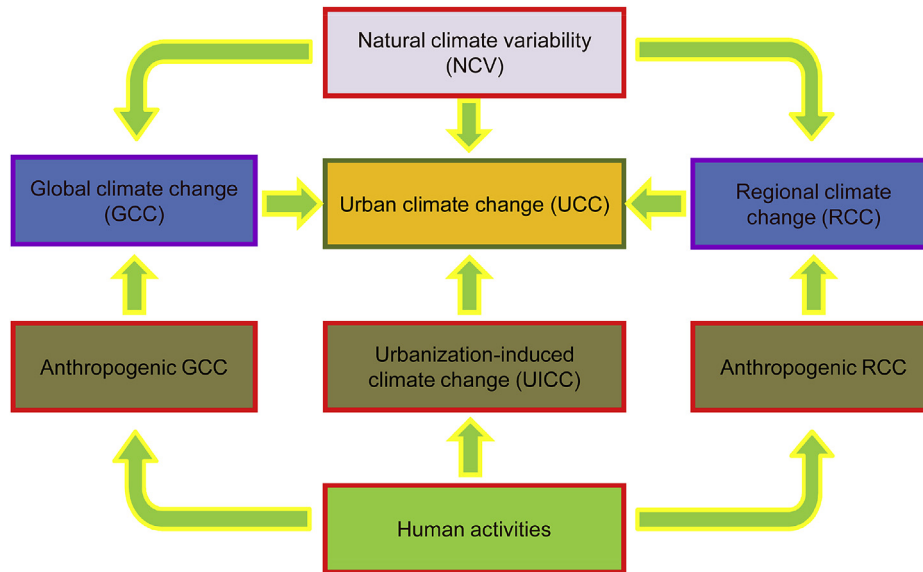 Natural climate variability
(NCV)
Global climate change
(GCC)
Urban climate change (UCC)
Regional climate
change (RCC)
Anthropogenic GCC
Urbanization-induced
climate change (UICC)
Anthropogenic RCC
Human activities